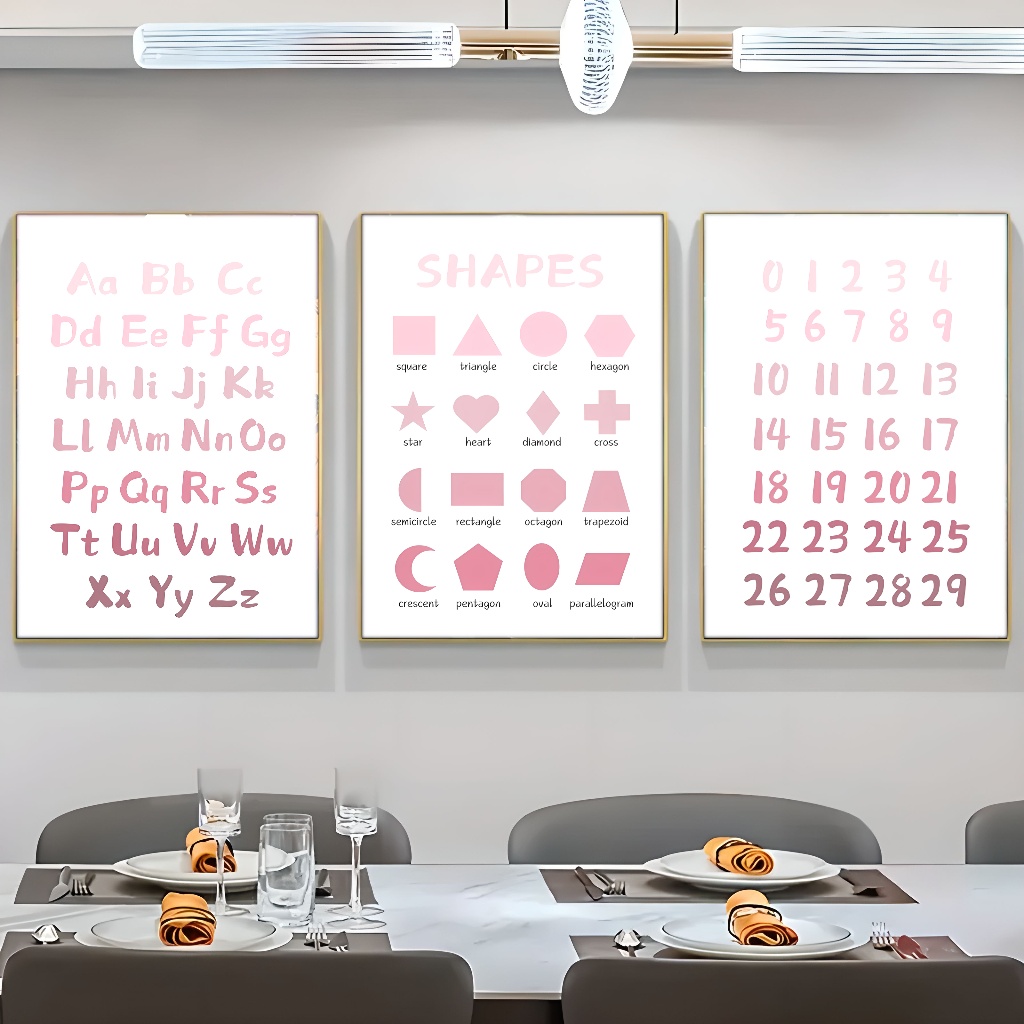 Aa Bb Cc
Dd Ee Ff Gg
Hh Ii Jj Kk
Ll Mm Nn Oo
Pp Qq Rr Ss
Tt Uu Vv Ww
Xx Yy Zz
SHAPES
square triangle circle hexagon
star heart diamond cross
semicircle rectangle octagon trapezoid
crescent pentagon oval parallelogram
0 1 2 3 4
5 6 7 8 9
10 11 12 13
14 15 16 17
18 19 20 21
22 23 24 25
26 27 28 29